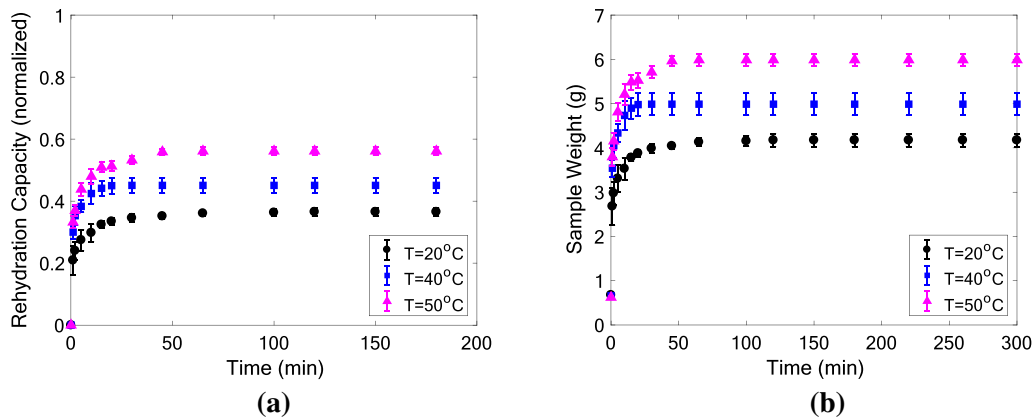 Rehydration Capacity (normalized)
1
0.8
0.6
0.4
0.2
0
0
50
100
150
200
Time (min)
T=20°C
T=40°C
T=50°C
(a)
Sample Weight (g)
7
6
5
4
3
2
1
0
0
50
100
150
200
250
300
Time (min)
T=20°C
T=40°C
T=50°C
(b)